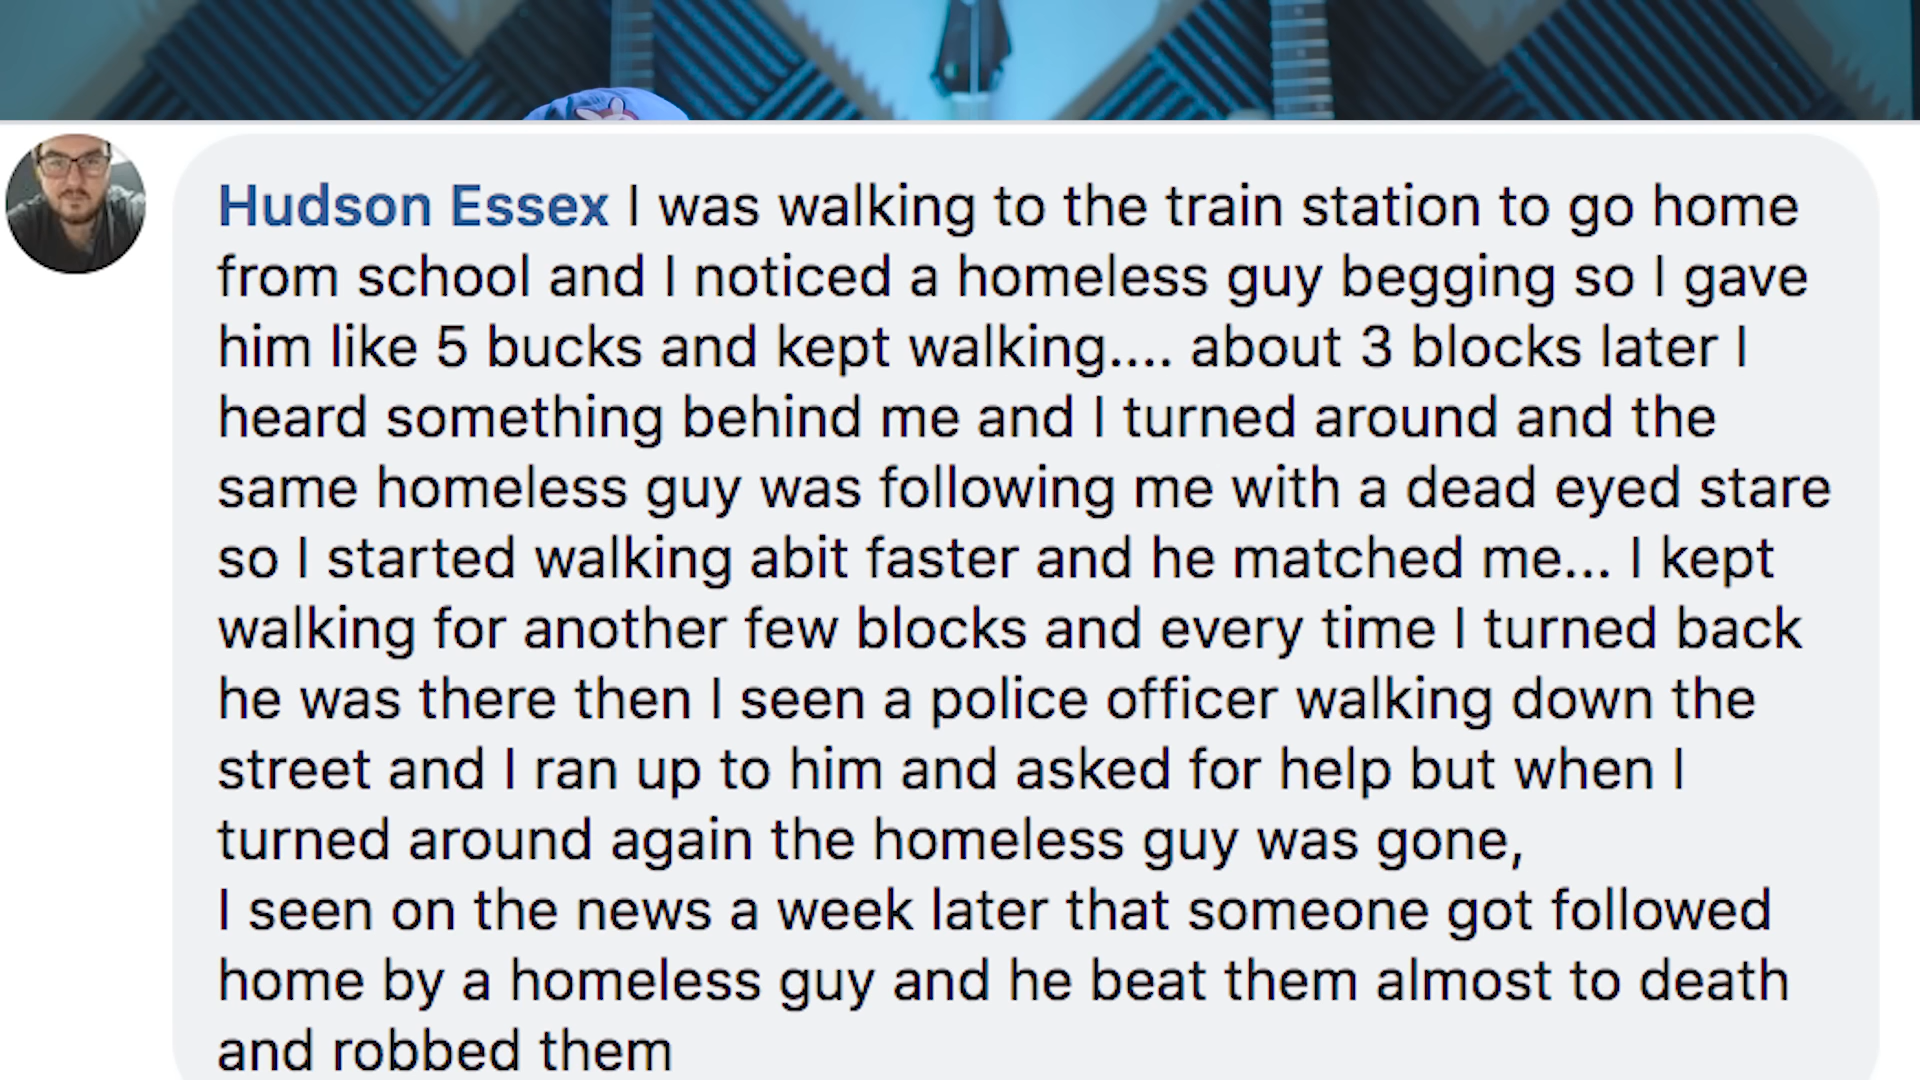 Hudson Essex I was walking to the train station to go home
from school and I noticed a homeless guy begging so I gave
him like 5 bucks and kept walking.... about 3 blocks later I
heard something behind me and I turned around and the
same homeless guy was following me with a dead eyed stare
so I started walking abit faster and he matched me... I kept
walking for another few blocks and every time I turned back
he was there then I seen a police officer walking down the
street and I ran up to him and asked for help but when I
turned around again the homeless guy was gone,
I seen on the news a week later that someone got followed
home by a homeless guy and he beat them almost to death
and robbed them